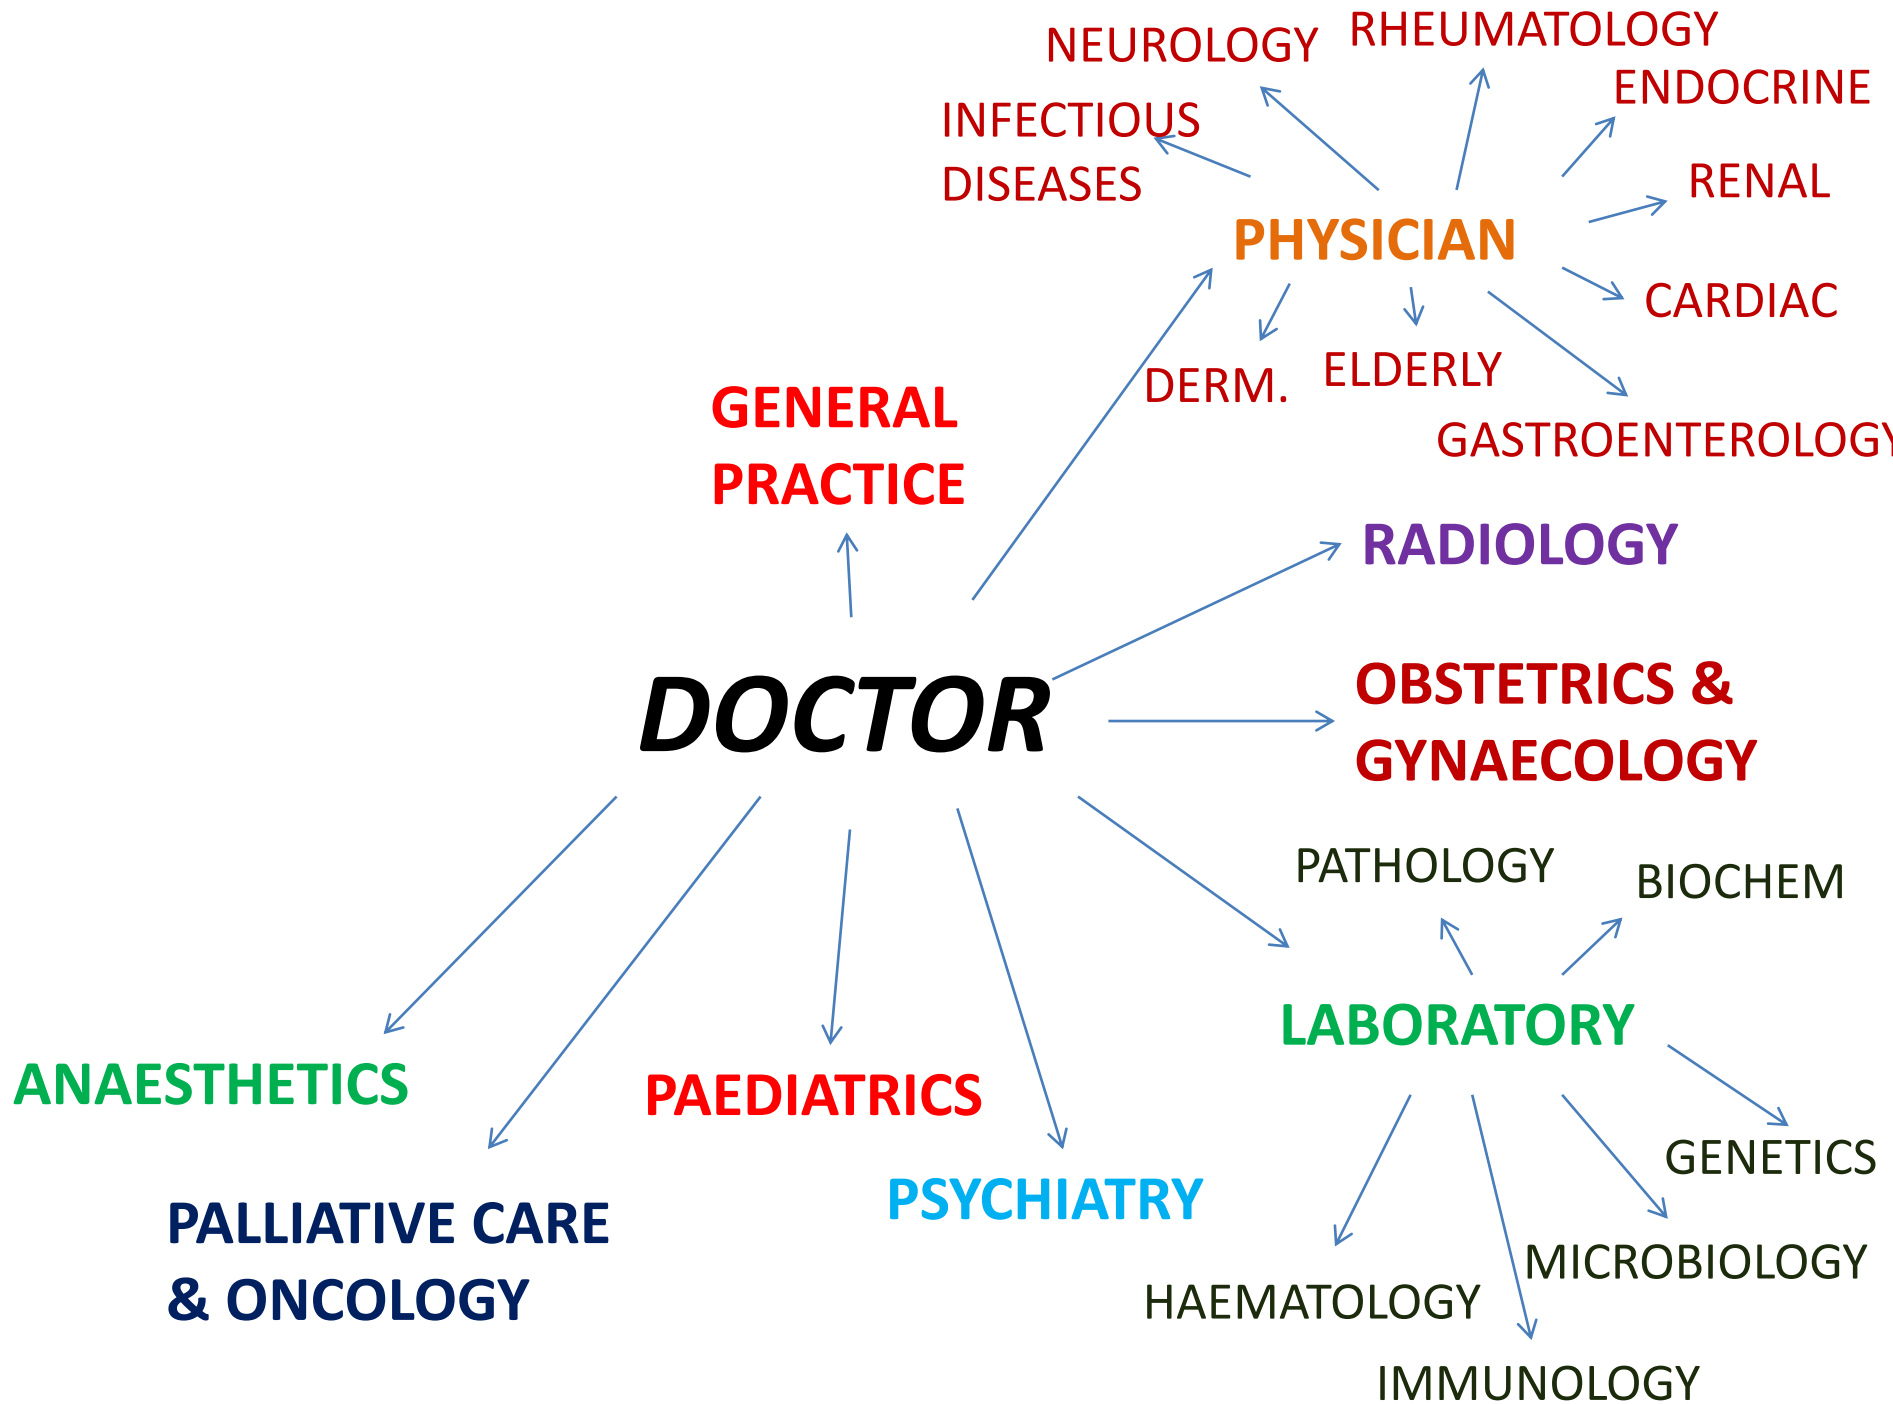 NEUROLOGY
RHEUMATOLOGY
ENDOCRINE
INFECTIOUS
DISEASES
RENAL
PHYSICIAN
CARDIAC
DERM.
ELDERLY
GASTROENTEROLOGY
GENERAL
PRACTICE
RADIOLOGY
DOCTOR
OBSTETRICS &
GYNAECOLOGY
PATHOLOGY
BIOCHEM
LABORATORY
ANAESTHETICS
PAEDIATRICS
PSYCHIATRY
PALLIATIVE CARE
& ONCOLOGY
GENETICS
MICROBIOLOGY
HAEMATOLOGY
IMMUNOLOGY